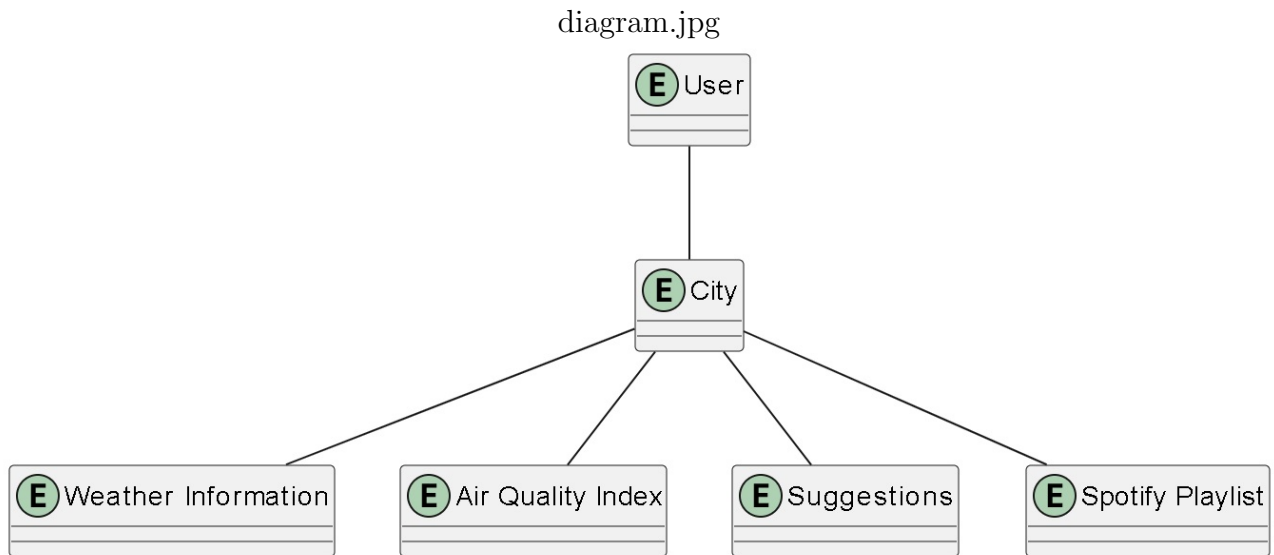 diagram.jpg
E User
E City
E Weather Information
E Air Quality Index
E Suggestions
E Spotify Playlist